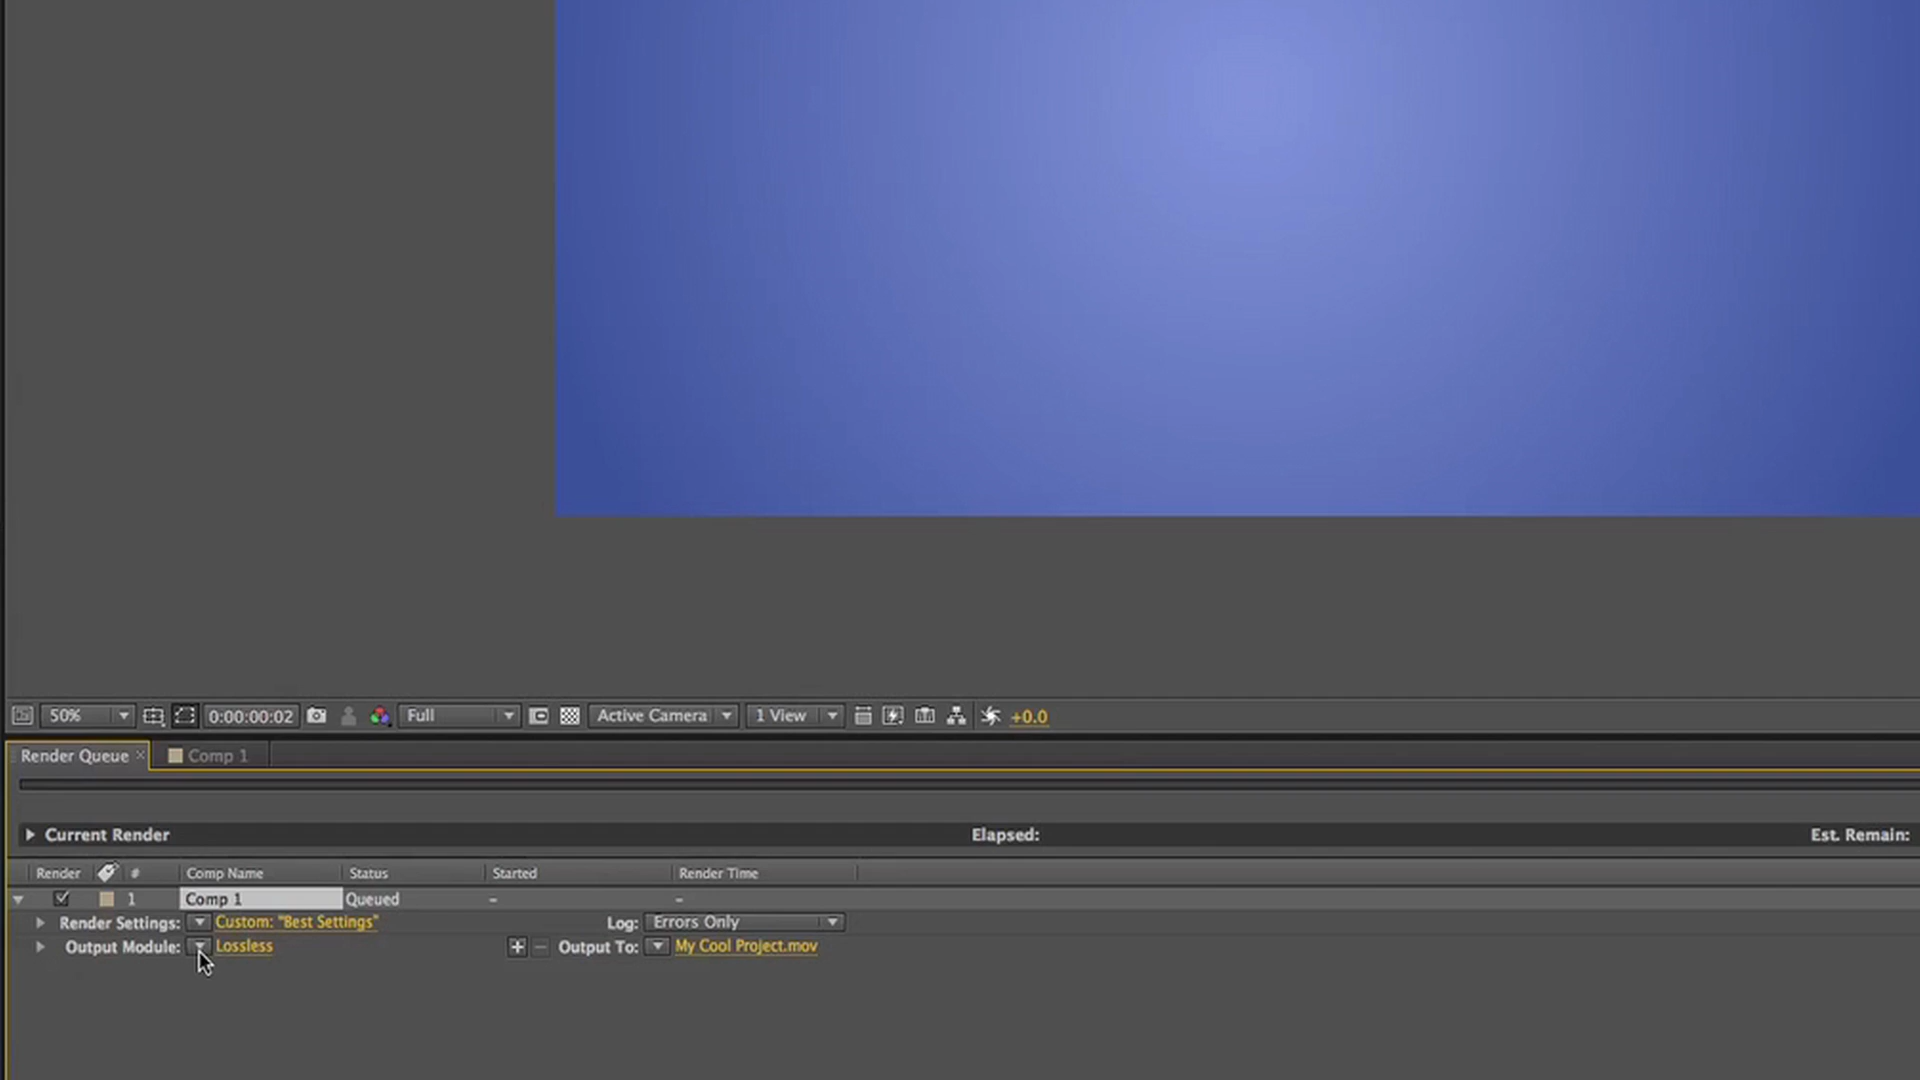 50% 0:00:00:02 Full Active Camera 1 View +0.0
Render Queue × Comp 1
Current Render Elapsed: Est. Remain:
Render # Comp Name Status Started Render Time
1 Comp 1 Queued – –
Render Settings: Custom: "Best Settings" Log: Errors Only
Output Module: Lossless + – Output To: My Cool Project.mov